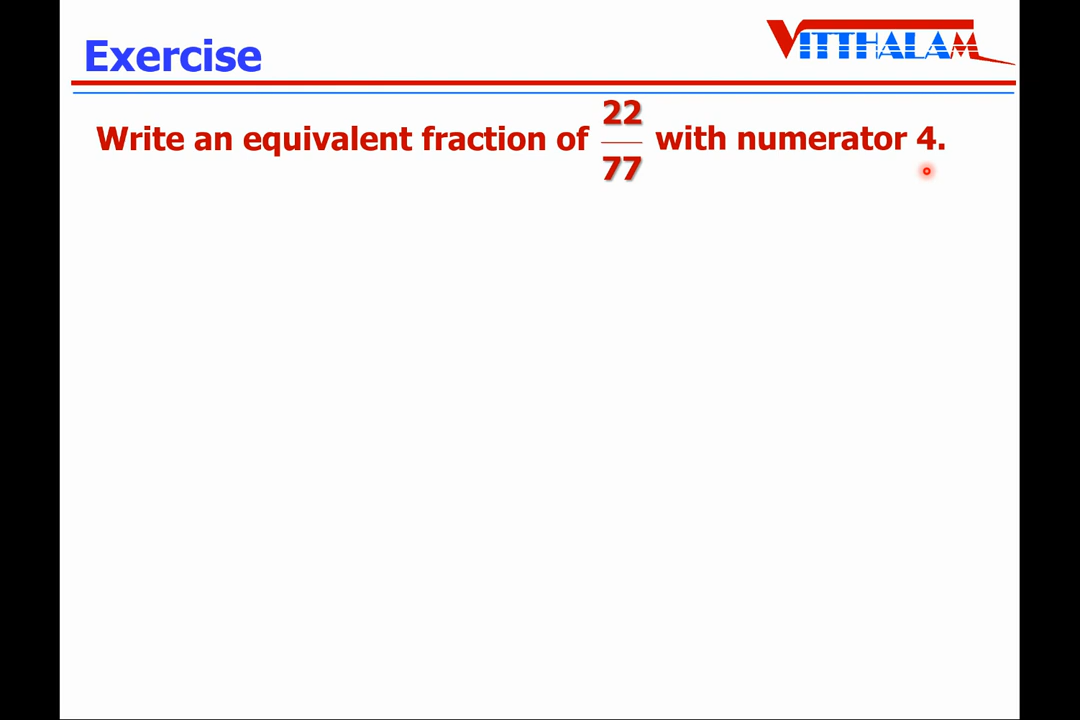 VITTHALAM
Exercise
Write an equivalent fraction of 22/77 with numerator 4.